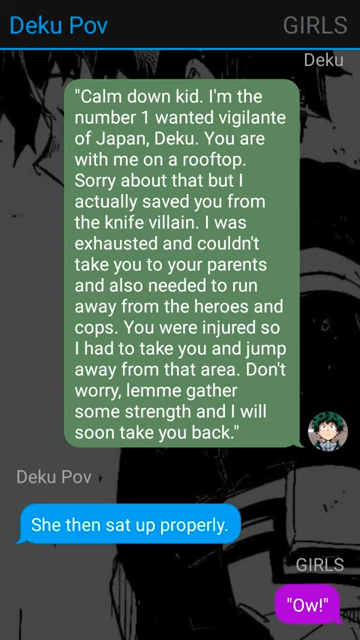 Deku Pov GIRLS
Deku
"Calm down kid. I'm the
number 1 wanted vigilante
of Japan, Deku. You are
with me on a rooftop.
Sorry about that but I
actually saved you from
the knife villain. I was
exhausted and couldn't
take you to your parents
and also needed to run
away from the heroes and
cops. You were injured so
I had to take you and jump
away from that area. Don't
worry, lemme gather
some strength and I will
soon take you back."
Deku Pov
She then sat up properly.
GIRLS
"Ow!"